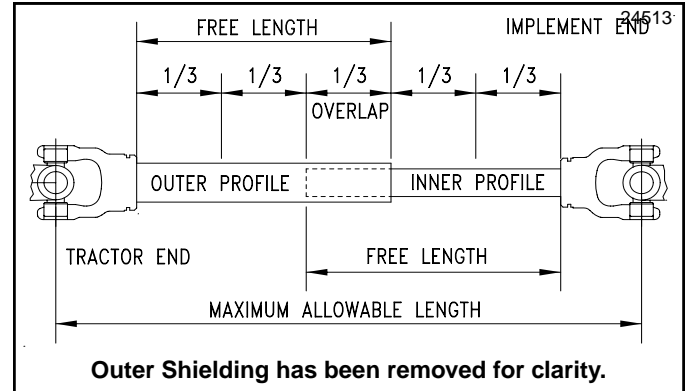 24513
FREE LENGTH
IMPLEMENT END
1/3 1/3 1/3 1/3 1/3
OVERLAP
OUTER PROFILE
INNER PROFILE
TRACTOR END
FREE LENGTH
MAXIMUM ALLOWABLE LENGTH
Outer Shielding has been removed for clarity.